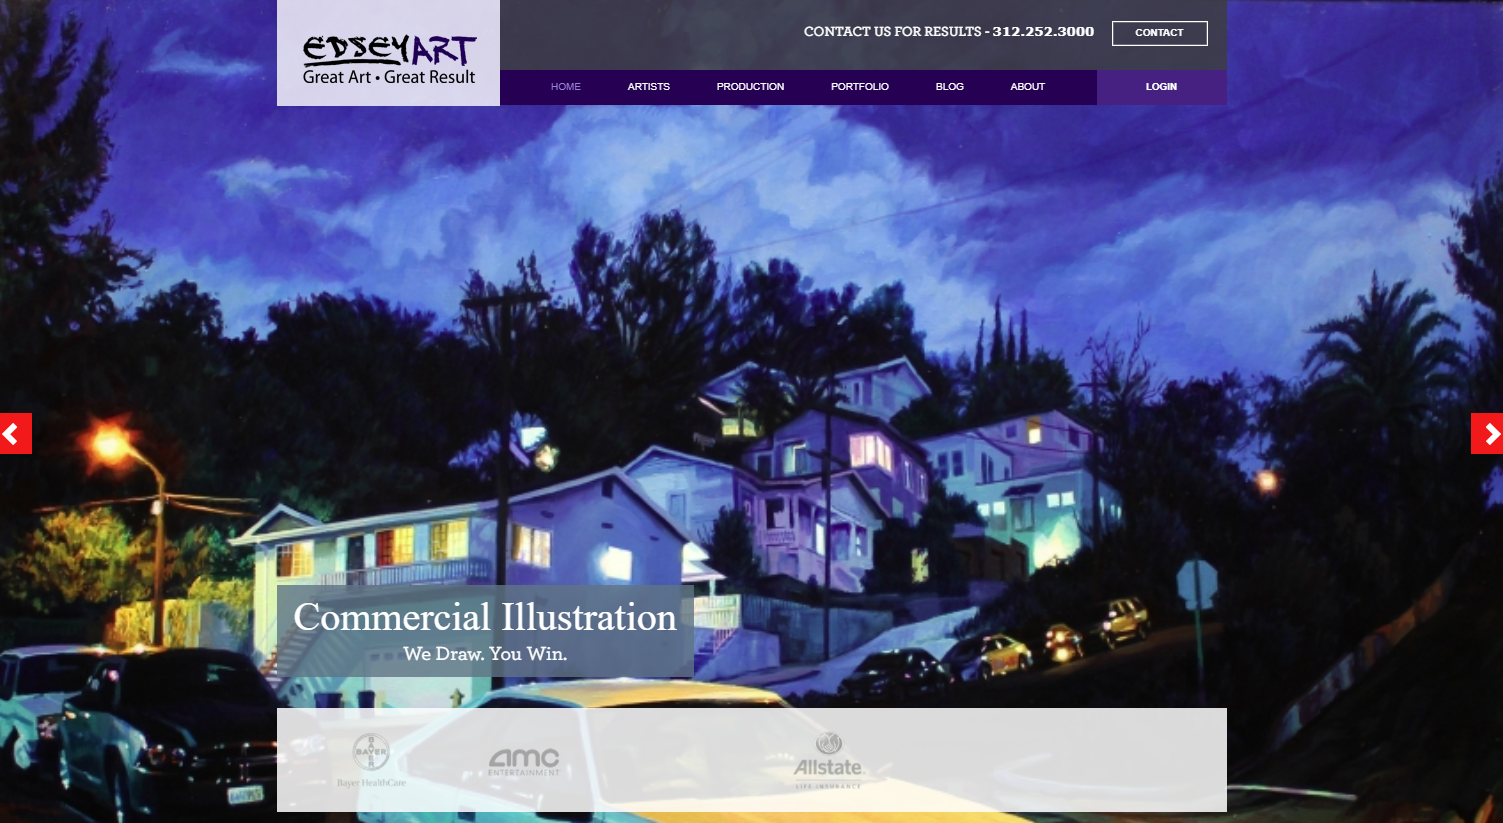 EDSEYART
Great Art • Great Result
CONTACT US FOR RESULTS - 312.252.3000
CONTACT
HOME
ARTISTS
PRODUCTION
PORTFOLIO
BLOG
ABOUT
LOGIN
Commercial Illustration
We Draw. You Win.
BAYER
BAYER
Bayer HealthCare
amc
ENTERTAINMENT
Allstate
LIFE INSURANCE